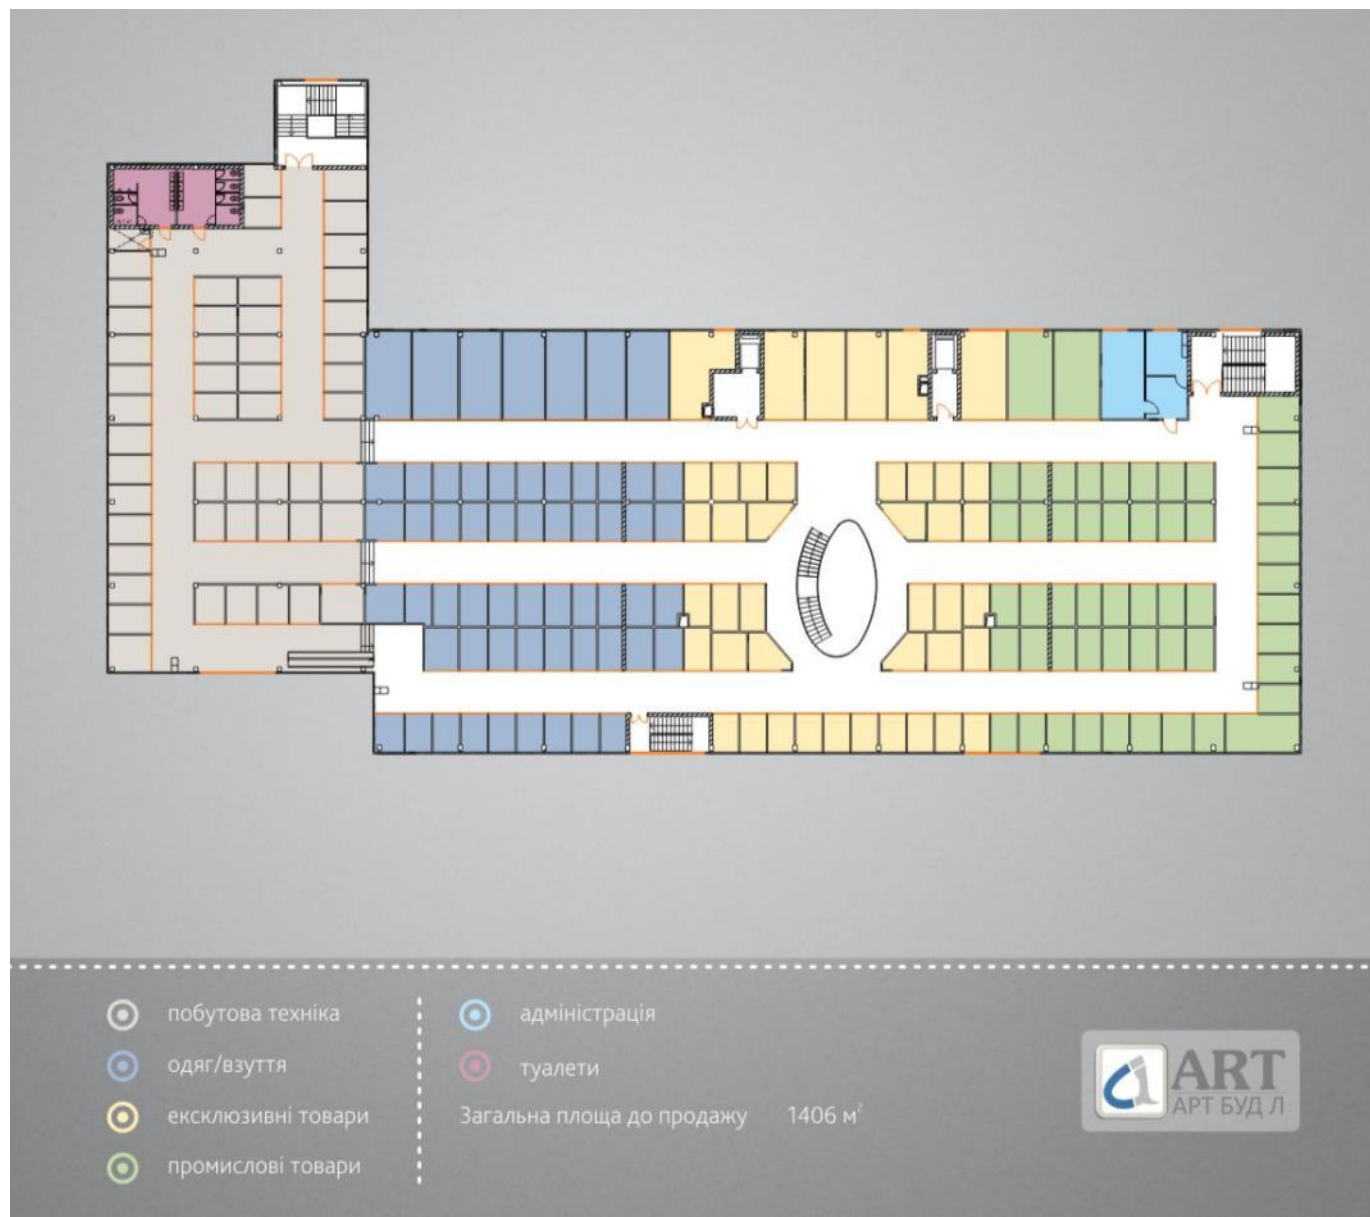 побутова техніка
одяг/взуття
ексклюзивні товари
промислові товари
адміністрація
туалети
Загальна площа до продажу 1406 м²
ART
АРТ БУД Л